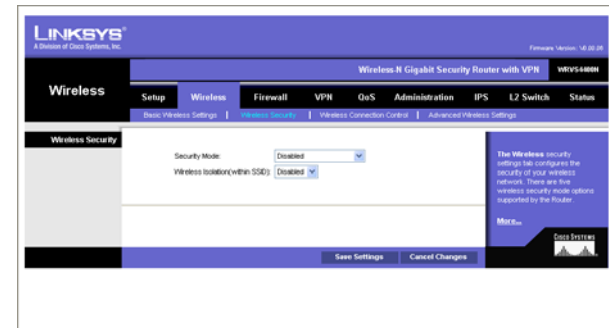 LINKSYS®
A Division of Cisco Systems, Inc.
Firmware Version:
Wireless-N Gigabit Security Router with VPN WRVS4400N
Wireless
Setup Wireless Firewall VPN QoS Administration IPS L2 Switch Status
Basic Wireless Settings | Wireless Security | Wireless Connection Control | Advanced Wireless Settings
Wireless Security
Security Mode: Disabled
Wireless Isolation(within SSID): Disabled
The Wireless security
settings tab configures the
security of your wireless
network. There are five
wireless security mode options
supported by the Router.
More...
CISCO SYSTEMS
Save Settings Cancel Changes